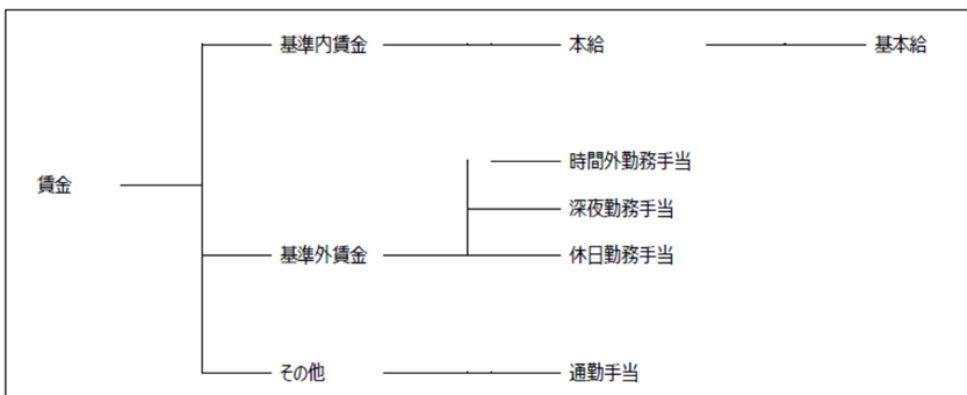 基準内賃金 本給 基本給
時間外勤務手当
賃金
深夜勤務手当
基準外賃金 休日勤務手当
その他 通勤手当